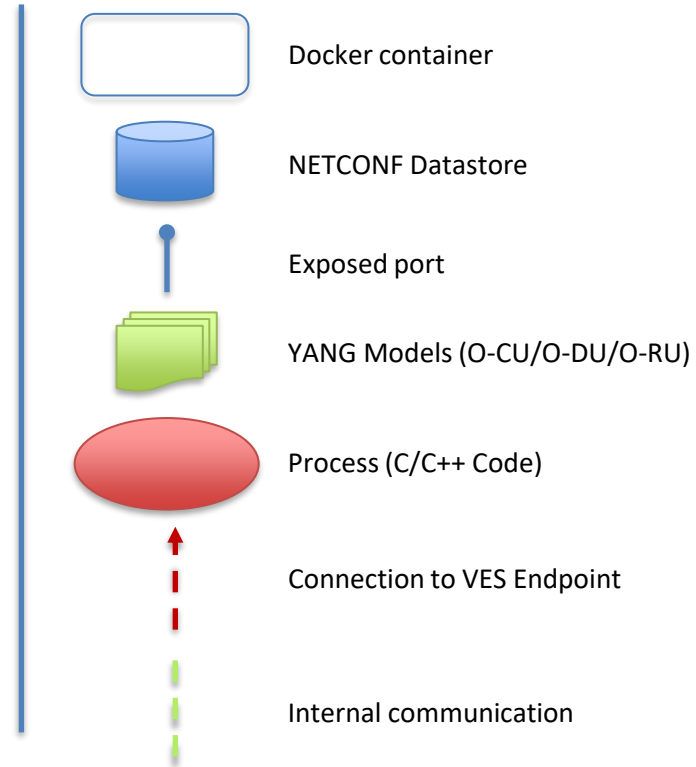 Docker container
NETCONF Datastore
Exposed port
YANG Models (O-CU/O-DU/O-RU)
Process (C/C++ Code)
Connection to VES Endpoint
Internal communication